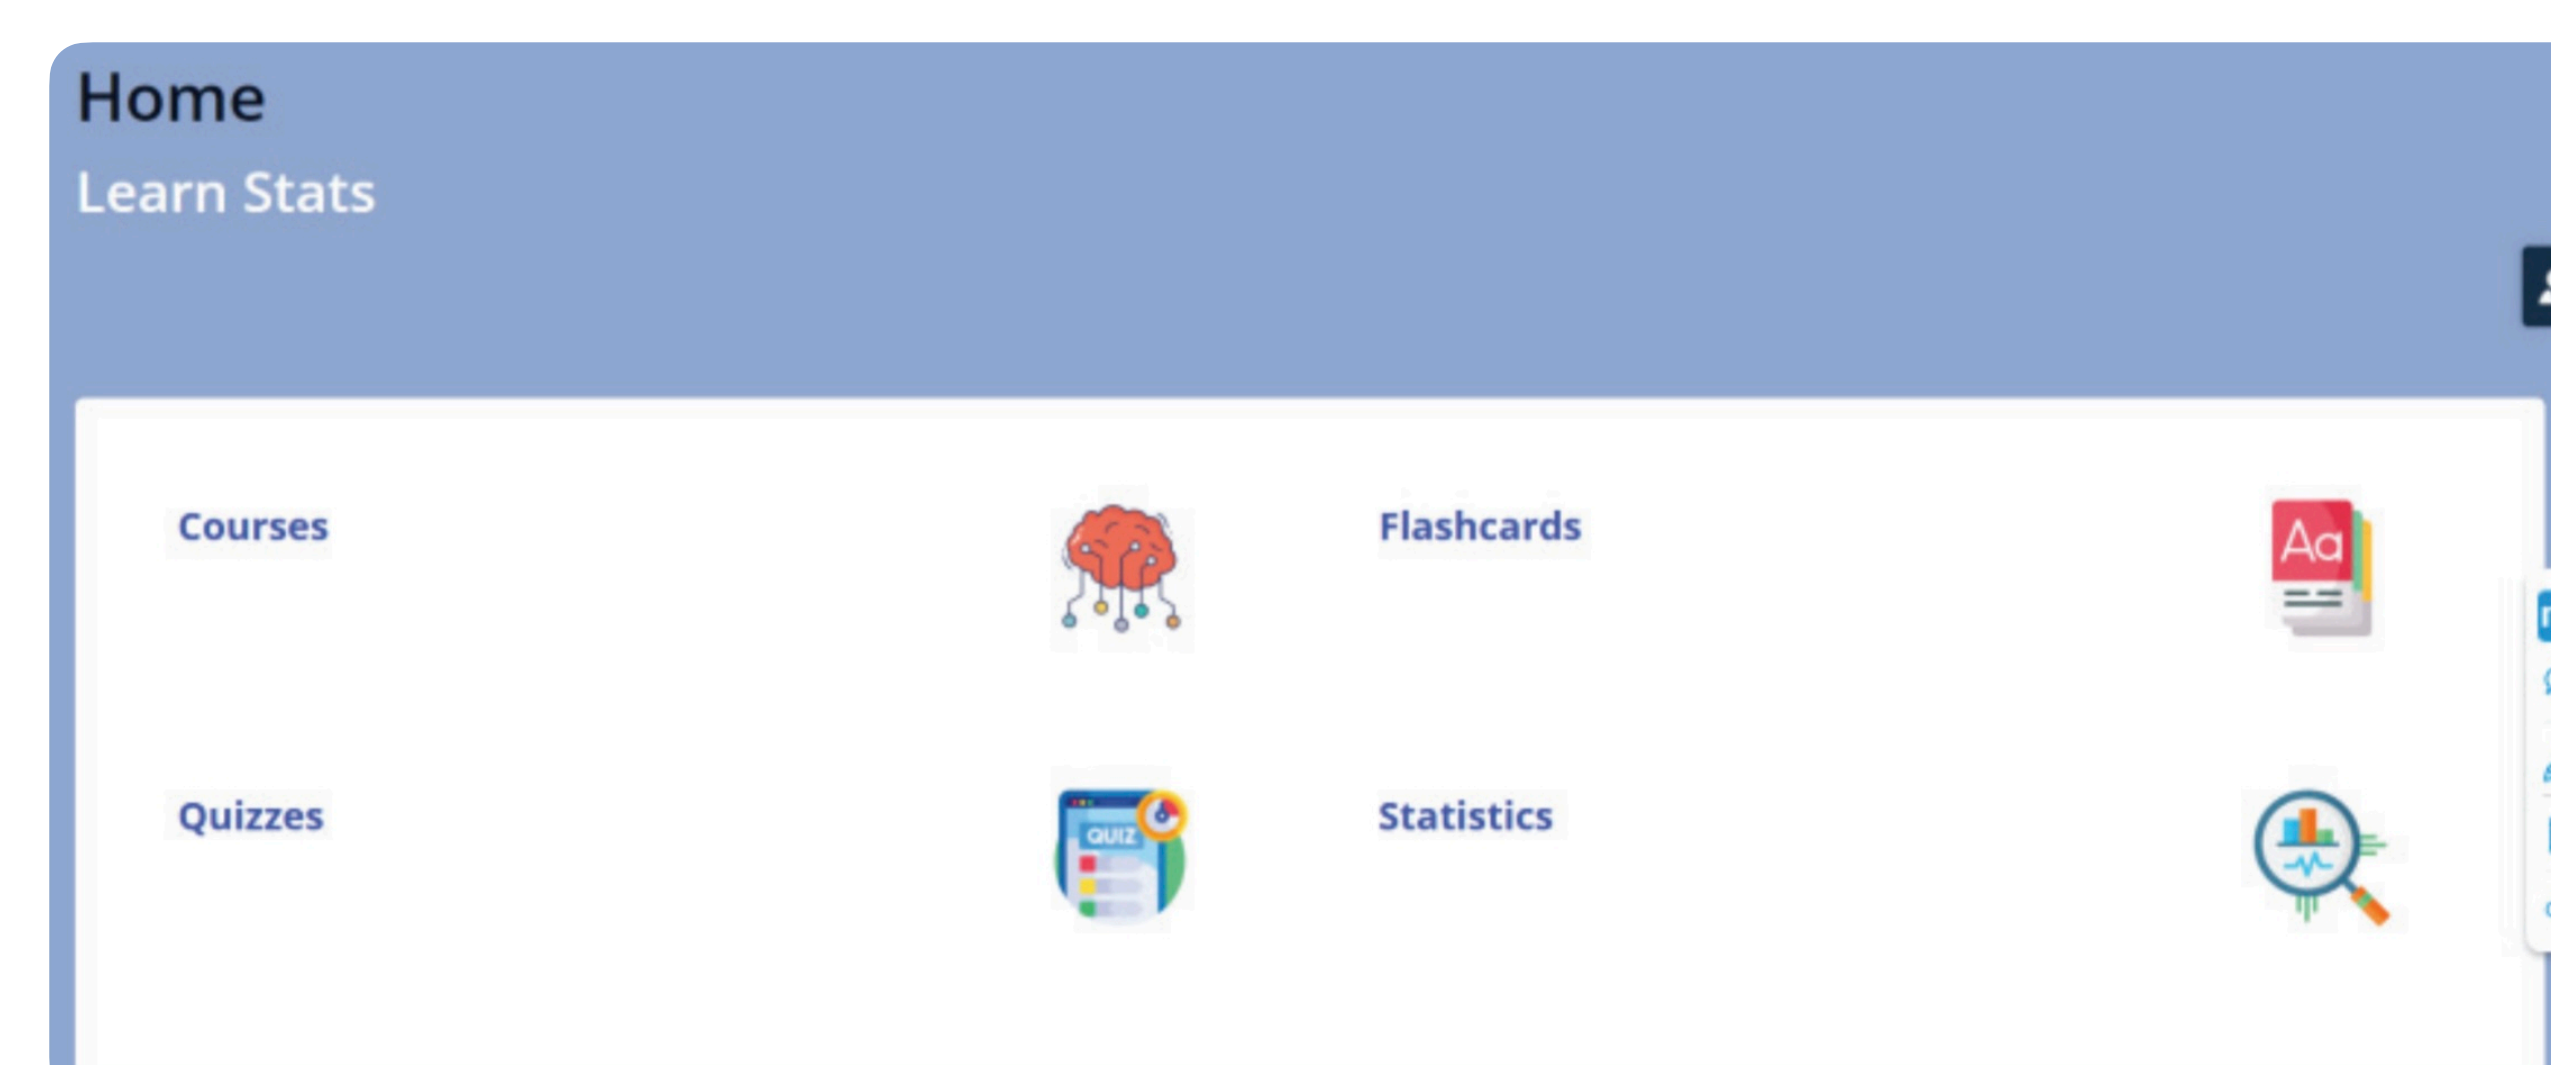 Home
Learn Stats
Courses
Flashcards
Aa
Quizzes
QUIZ
Statistics